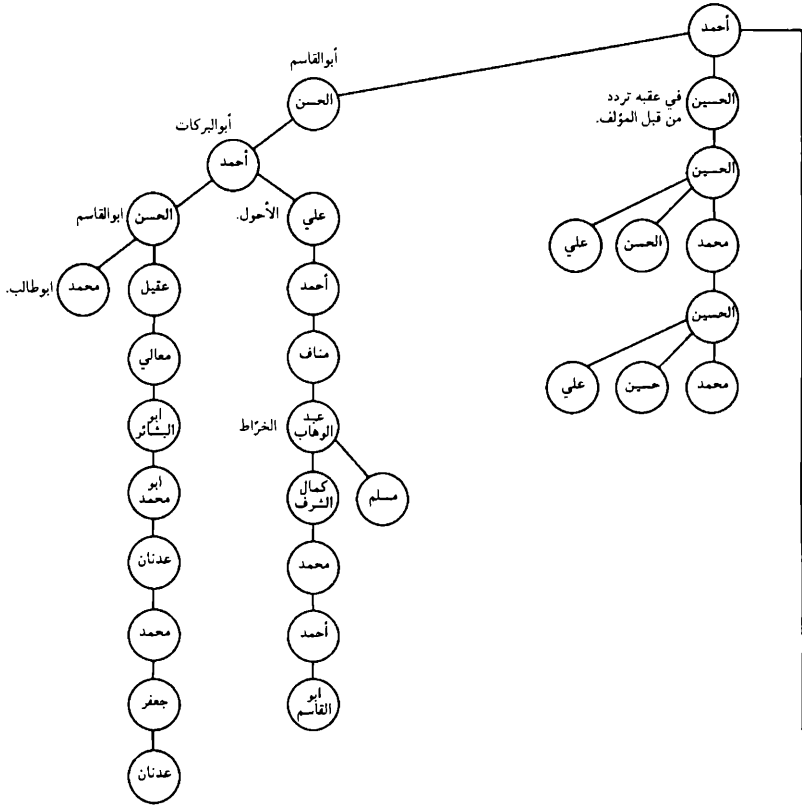 أحمد
أبوالقاسم
الحسن
الحسين
في عقبه تردد
من قبل المؤلف.
أبوالبركات
أحمد
الحسين
علي
الحسن
محمد
الحسين
علي
حسين
محمد
علي
الأحول.
الحسن
ابوالقاسم
أحمد
عقيل
محمد
ابوطالب.
مناف
معالي
عبد
الوهاب
الخرّاط
ابو
البشائر
مسلم
كمال
الشرف
ابو
محمد
محمد
عدنان
أحمد
محمد
ابو
القاسم
جعفر
عدنان